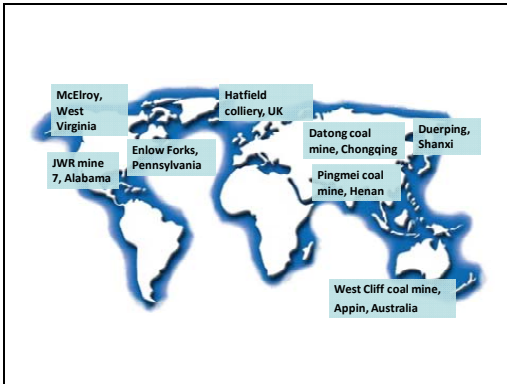 McElroy,
West
Virginia
Hatfield
colliery, UK
Datong coal
mine, Chongqing
Duerping,
Shanxi
JWR mine
7, Alabama
Enlow Forks,
Pennsylvania
Pingmei coal
mine, Henan
West Cliff coal mine,
Appin, Australia